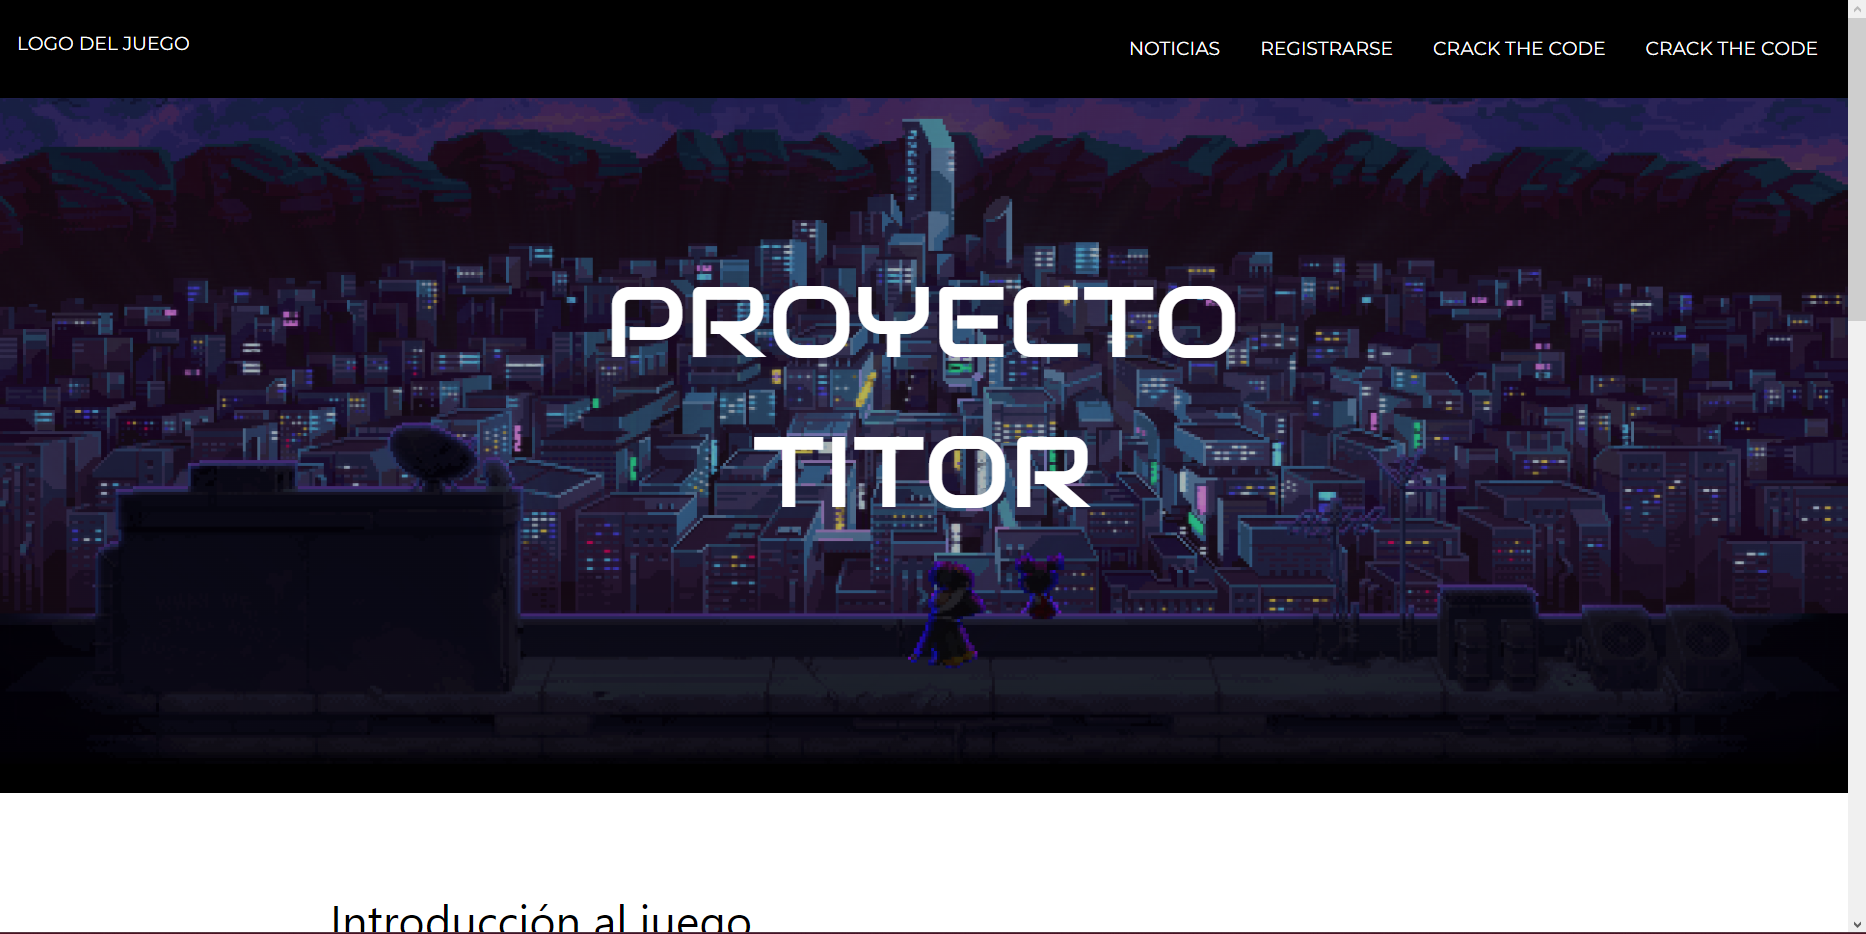 LOGO DEL JUEGO
NOTICIAS REGISTRARSE CRACK THE CODE CRACK THE CODE
PROYECTO
TITOR
Introducción al juego